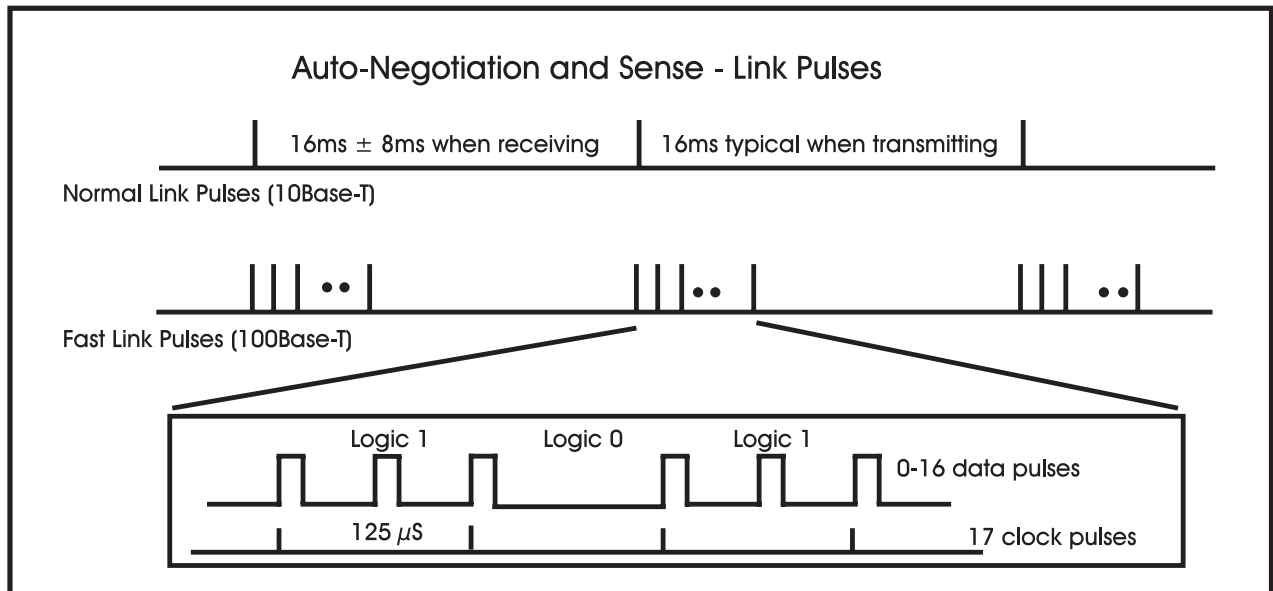 Auto-Negotiation and Sense - Link Pulses
16ms ± 8ms when receiving
16ms typical when transmitting
Normal Link Pulses (10Base-T)
Fast Link Pulses (100Base-T)
Logic 1
Logic 0
Logic 1
0-16 data pulses
125 µS
17 clock pulses